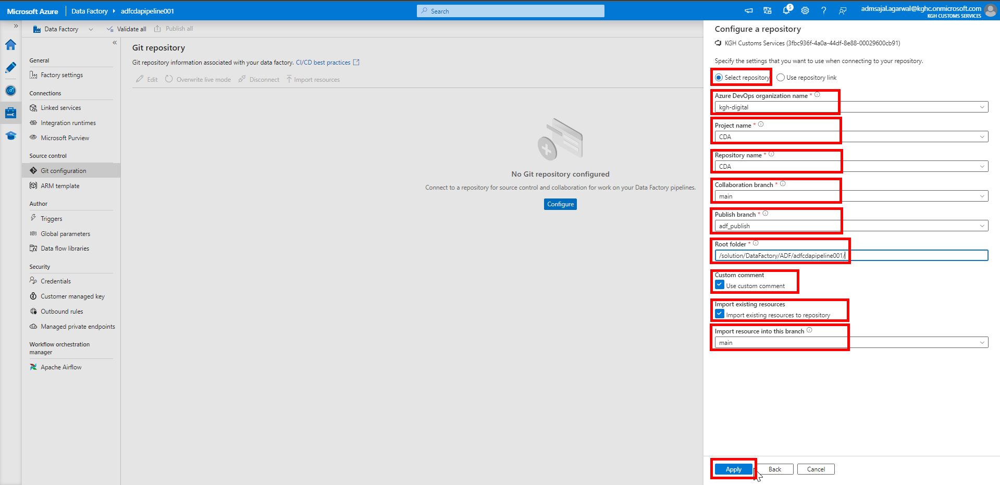 Microsoft Azure
Data Factory
adfcdapipeline001
Search
5
admsajal.agarwal@kghc.onmicrosoft.com
KGH CUSTOMS SERVICES
Data Factory
Validate all
Publish all
General
Factory settings
Connections
Linked services
Integration runtimes
Microsoft Purview
Source control
Git configuration
ARM template
Author
Triggers
Global parameters
Data flow libraries
Security
Credentials
Customer managed key
Outbound rules
Managed private endpoints
Workflow orchestration
manager
Apache Airflow
Git repository
Git repository information associated with your data factory. CI/CD best practices
Edit
Overwrite live mode
Disconnect
Import resources
No Git repository configured
Connect to a repository for source control and collaboration for work on your Data Factory pipelines.
Configure
Configure a repository
KGH Customs Services (3fbc936f-4a0a-44df-8e88-00029600cb91)
Specify the settings that you want to use when connecting to your repository.
Select repository
Use repository link
Azure DevOps organization name *
kgh-digital
Project name *
CDA
Repository name *
CDA
Collaboration branch *
main
Publish branch *
adf_publish
Root folder *
/solution/DataFactory/ADF/adfcdapipeline001/
Custom comment
Use custom comment
Import existing resources
Import existing resources to repository
Import resource into this branch
main
Apply
Back
Cancel